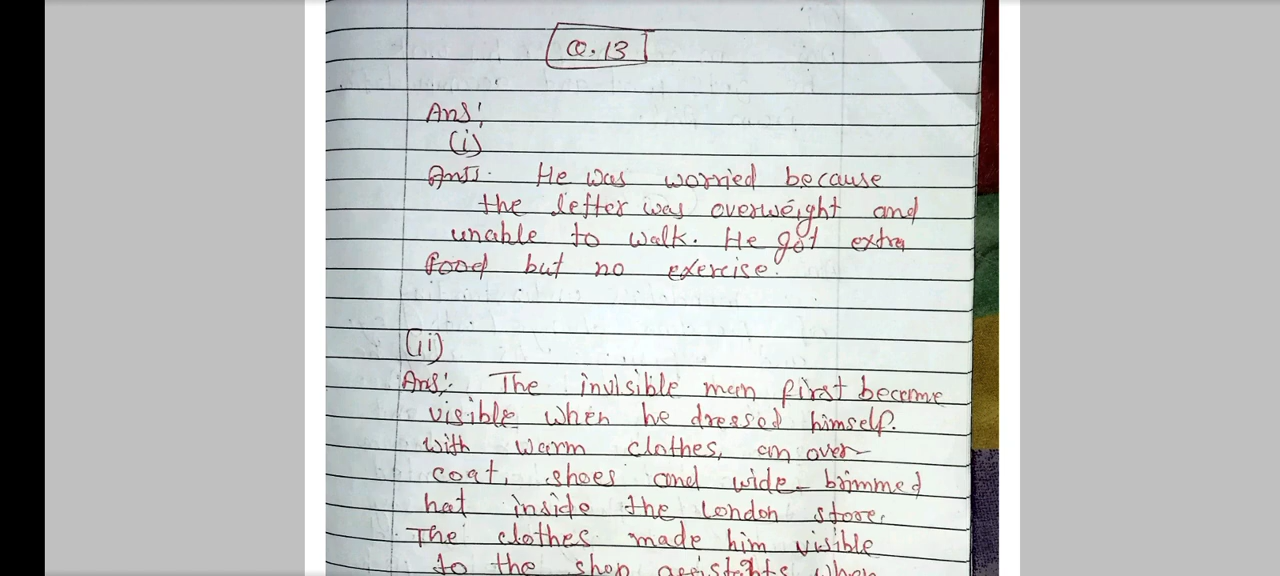 Q.13
Ans:
(i)
Ans:. He was worried because
the letter was overweight and
unable to walk. He got extra
food but no exercise.
(ii)
Ans:. The invisible man first became
visible when he dressed himself.
with warm clothes, an over-
coat, shoes and wide-brimmed
hat inside the London store.
The clothes made him visible
to the shop assistants when